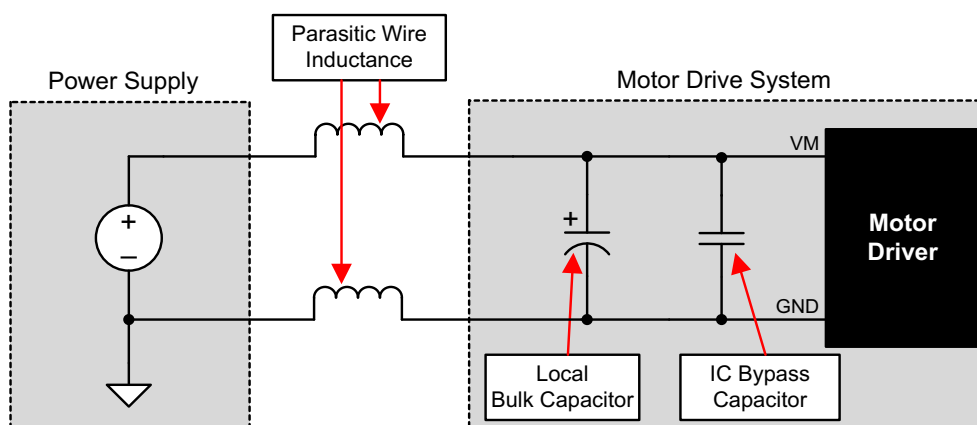 Parasitic Wire
Inductance
Power Supply
Motor Drive System
VM
+
–
+
Motor
Driver
GND
Local
Bulk Capacitor
IC Bypass
Capacitor